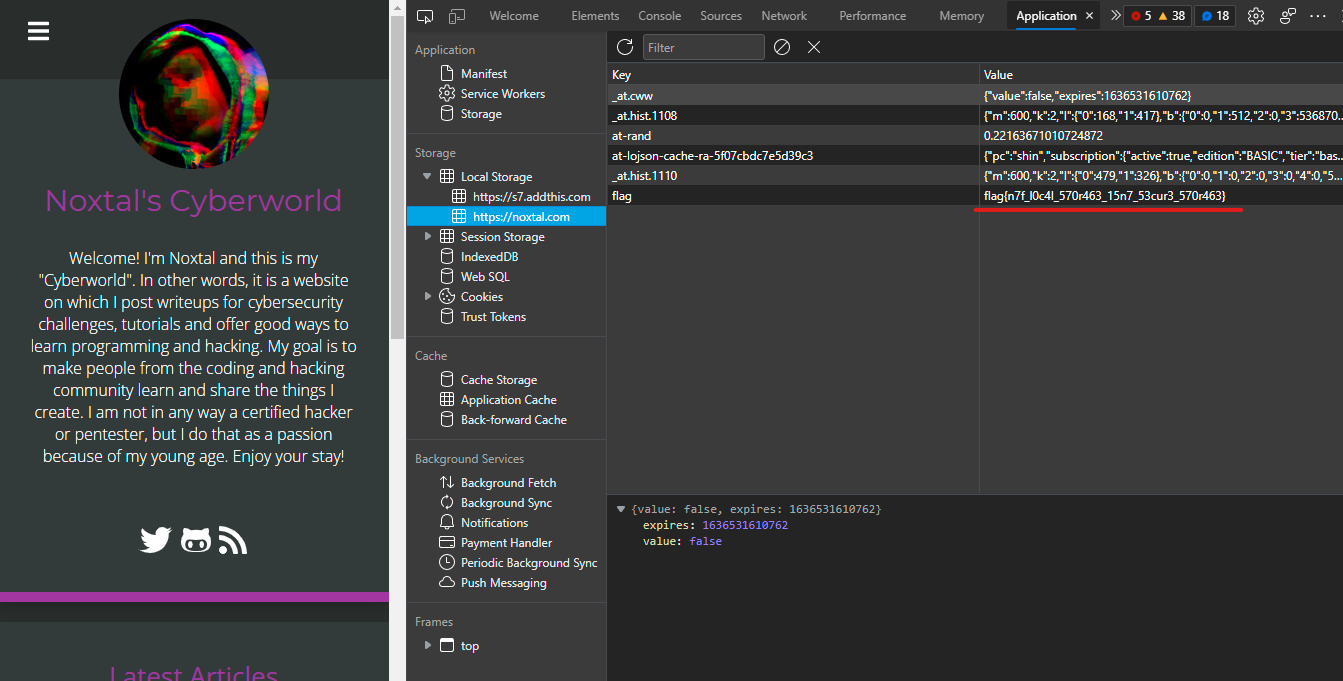 Welcome
Elements
Console
Sources
Network
Performance
Memory
Application
5
38
18
Noxtal's Cyberworld
Welcome! I'm Noxtal and this is my
"Cyberworld". In other words, it is a website
on which I post writeups for cybersecurity
challenges, tutorials and offer good ways to
learn programming and hacking. My goal is to
make people from the coding and hacking
community learn and share the things I
create. I am not in any way a certified hacker
or pentester, but I do that as a passion
because of my young age. Enjoy your stay!
Latest Articles
Application
Manifest
Service Workers
Storage
Storage
Local Storage
https://s7.addthis.com
https://noxtal.com
Session Storage
IndexedDB
Web SQL
Cookies
Trust Tokens
Cache
Cache Storage
Application Cache
Back-forward Cache
Background Services
Background Fetch
Background Sync
Notifications
Payment Handler
Periodic Background Sync
Push Messaging
Frames
top
Filter
Key Value
_at.cww {"value":false,"expires":1636531610762}
_at.hist.1108 {"m":600,"k":2,"l":{"0":168,"1":417},"b":{"0":0,"1":512,"2":0,"3":536870...
at-rand 0.22163671010724872
at-lojson-cache-ra-5f07cbdc7e5d39c3 {"pc":"shin","subscription":{"active":true,"edition":"BASIC","tier":"bas...
_at.hist.1110 {"m":600,"k":2,"l":{"0":479,"1":326},"b":{"0":0,"1":0,"2":0,"3":0,"4":0,"5...
flag flag{n7f_l0c4l_570r463_15n7_53cur3_570r463}
{value: false, expires: 1636531610762}
expires: 1636531610762
value: false